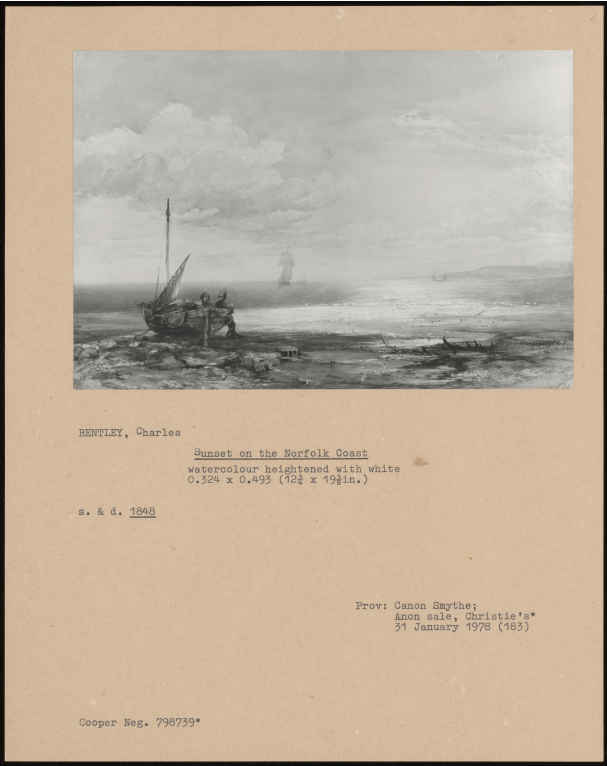 BENTLEY, Charles
Sunset on the Norfolk Coast
watercolour heightened with white
0.324 x 0.493 (12¾ x 19⅜in.)
s. & d. 1848
Prov: Canon Smythe;
Anon sale, Christie's*
31 January 1978 (183)
Cooper Neg. 798739*